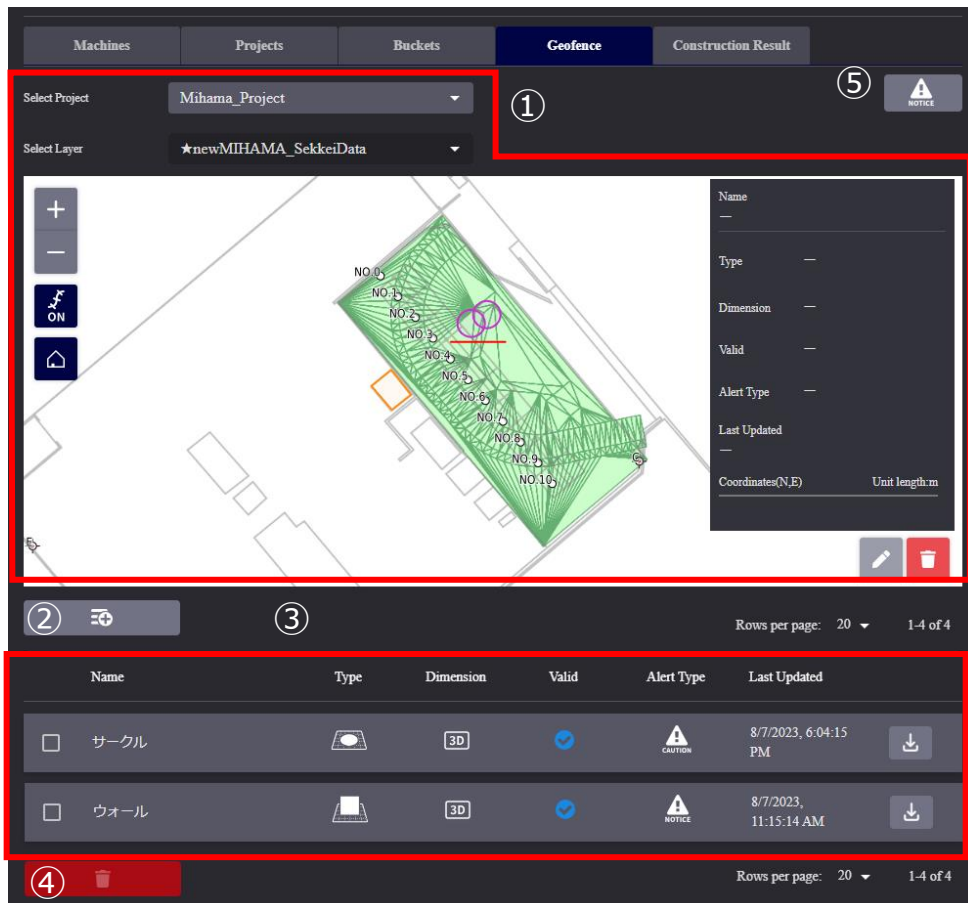 Machines
Projects
Buckets
Geofence
Construction Result
Select Project
Mihama_Project
①
⑤
NOTICE
Select Layer
★newMIHAMA_SekkeiData
+
−
ON
NO.0
NO.1
NO.2
NO.3
NO.4
NO.5
NO.6
NO.7
NO.8
NO.9
NO.10
Name
—
Type —
Dimension —
Valid —
Alert Type —
Last Updated
—
Coordinates(N,E) Unit length:m
②
③
Rows per page: 20 1-4 of 4
Name Type Dimension Valid Alert Type Last Updated
サークル 3D CAUTION 8/7/2023, 6:04:15
PM
ウォール 3D NOTICE 8/7/2023,
11:15:14 AM
④
Rows per page: 20 1-4 of 4